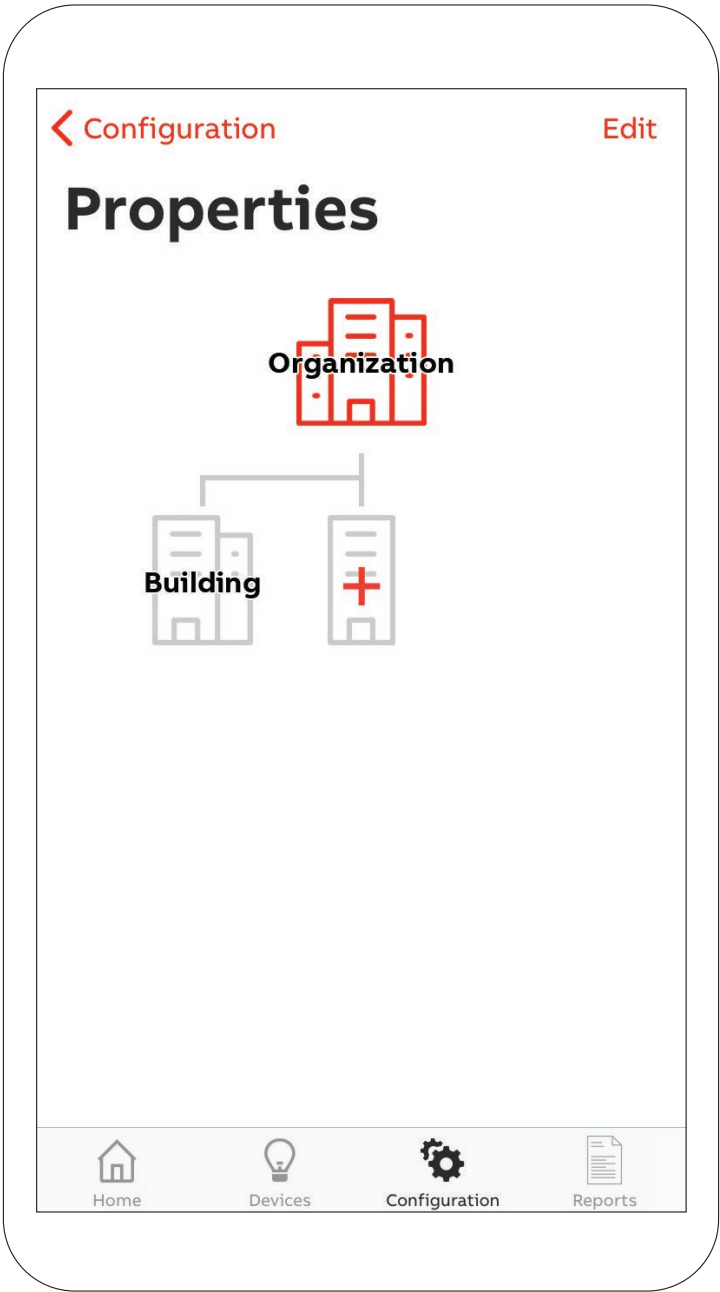 Configuration
Edit
Properties
Organization
Building
Home
Devices
Configuration
Reports